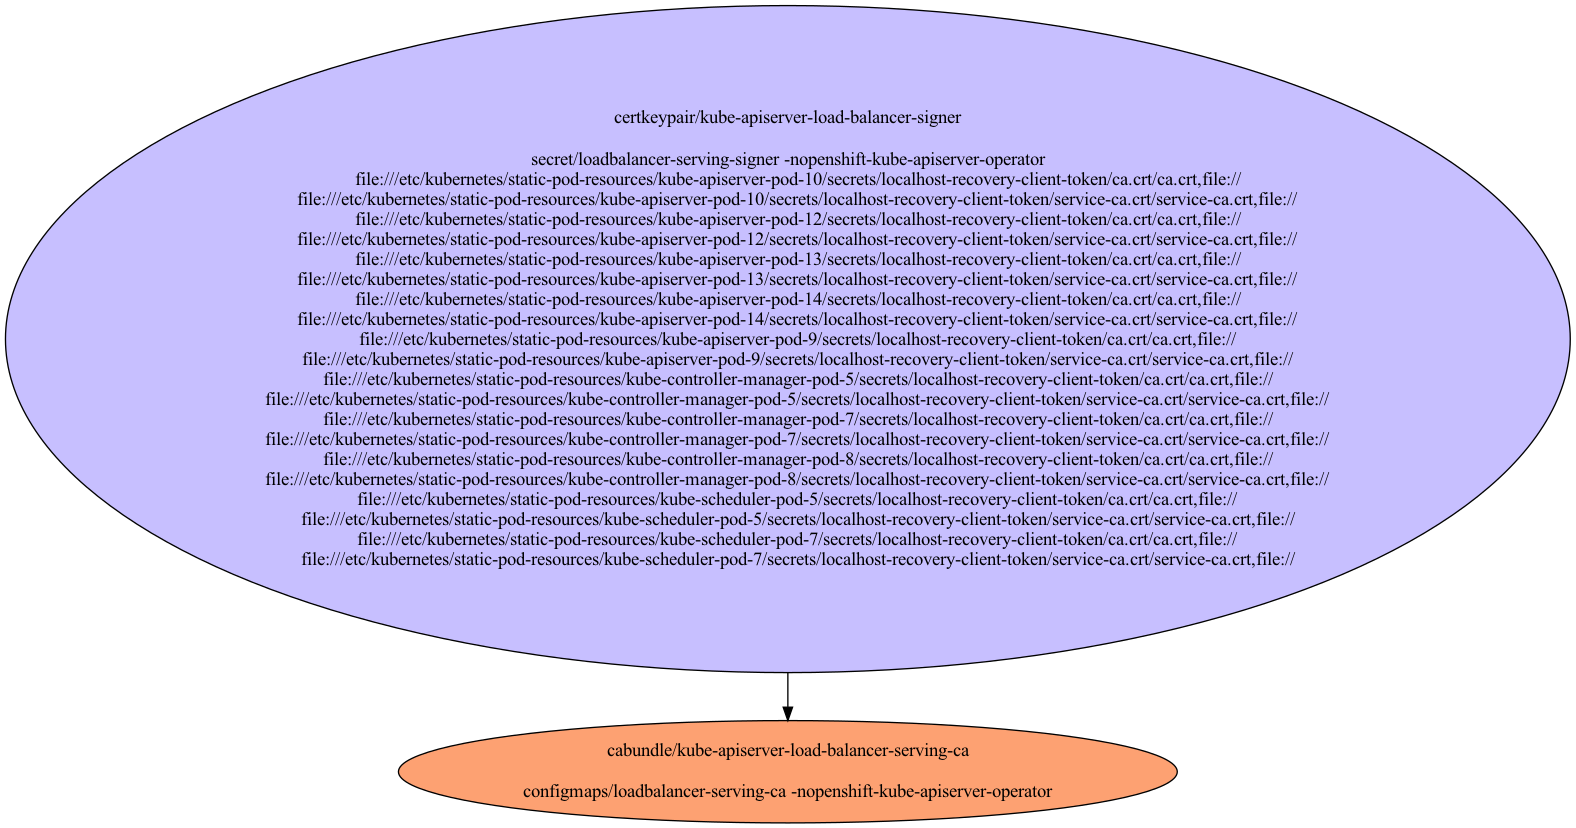 certkeypair/kube-apiserver-load-balancer-signer
secret/loadbalancer-serving-signer -nopenshift-kube-apiserver-operator
file:///etc/kubernetes/static-pod-resources/kube-apiserver-pod-10/secrets/localhost-recovery-client-token/ca.crt/ca.crt,file://
file:///etc/kubernetes/static-pod-resources/kube-apiserver-pod-10/secrets/localhost-recovery-client-token/service-ca.crt/service-ca.crt,file://
file:///etc/kubernetes/static-pod-resources/kube-apiserver-pod-12/secrets/localhost-recovery-client-token/ca.crt/ca.crt,file://
file:///etc/kubernetes/static-pod-resources/kube-apiserver-pod-12/secrets/localhost-recovery-client-token/service-ca.crt/service-ca.crt,file://
file:///etc/kubernetes/static-pod-resources/kube-apiserver-pod-13/secrets/localhost-recovery-client-token/ca.crt/ca.crt,file://
file:///etc/kubernetes/static-pod-resources/kube-apiserver-pod-13/secrets/localhost-recovery-client-token/service-ca.crt/service-ca.crt,file://
file:///etc/kubernetes/static-pod-resources/kube-apiserver-pod-14/secrets/localhost-recovery-client-token/ca.crt/ca.crt,file://
file:///etc/kubernetes/static-pod-resources/kube-apiserver-pod-14/secrets/localhost-recovery-client-token/service-ca.crt/service-ca.crt,file://
file:///etc/kubernetes/static-pod-resources/kube-apiserver-pod-9/secrets/localhost-recovery-client-token/ca.crt/ca.crt,file://
file:///etc/kubernetes/static-pod-resources/kube-apiserver-pod-9/secrets/localhost-recovery-client-token/service-ca.crt/service-ca.crt,file://
file:///etc/kubernetes/static-pod-resources/kube-controller-manager-pod-5/secrets/localhost-recovery-client-token/ca.crt/ca.crt,file://
file:///etc/kubernetes/static-pod-resources/kube-controller-manager-pod-5/secrets/localhost-recovery-client-token/service-ca.crt/service-ca.crt,file://
file:///etc/kubernetes/static-pod-resources/kube-controller-manager-pod-7/secrets/localhost-recovery-client-token/ca.crt/ca.crt,file://
file:///etc/kubernetes/static-pod-resources/kube-controller-manager-pod-7/secrets/localhost-recovery-client-token/service-ca.crt/service-ca.crt,file://
file:///etc/kubernetes/static-pod-resources/kube-controller-manager-pod-8/secrets/localhost-recovery-client-token/ca.crt/ca.crt,file://
file:///etc/kubernetes/static-pod-resources/kube-controller-manager-pod-8/secrets/localhost-recovery-client-token/service-ca.crt/service-ca.crt,file://
file:///etc/kubernetes/static-pod-resources/kube-scheduler-pod-5/secrets/localhost-recovery-client-token/ca.crt/ca.crt,file://
file:///etc/kubernetes/static-pod-resources/kube-scheduler-pod-5/secrets/localhost-recovery-client-token/service-ca.crt/service-ca.crt,file://
file:///etc/kubernetes/static-pod-resources/kube-scheduler-pod-7/secrets/localhost-recovery-client-token/ca.crt/ca.crt,file://
file:///etc/kubernetes/static-pod-resources/kube-scheduler-pod-7/secrets/localhost-recovery-client-token/service-ca.crt/service-ca.crt,file://
cabundle/kube-apiserver-load-balancer-serving-ca
configmaps/loadbalancer-serving-ca -nopenshift-kube-apiserver-operator